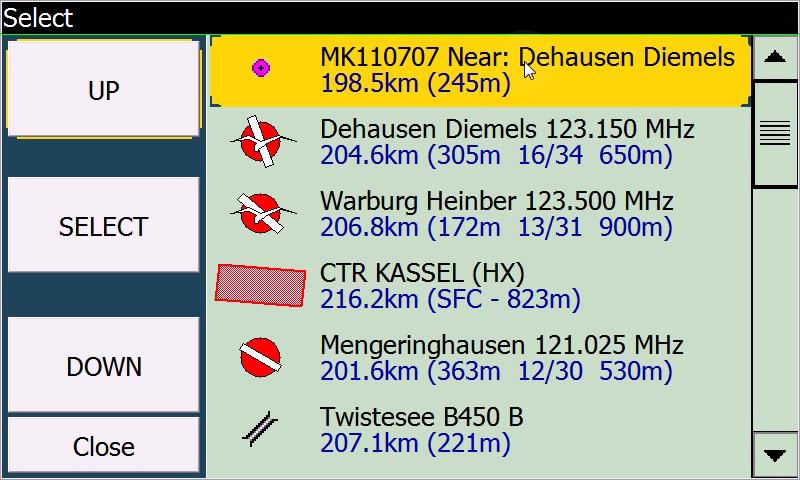 Select
UP
SELECT
DOWN
Close
MK110707 Near: Dehausen Diemels
198.5km (245m)
Dehausen Diemels 123.150 MHz
204.6km (305m 16/34 650m)
Warburg Heinber 123.500 MHz
206.8km (172m 13/31 900m)
CTR KASSEL (HX)
216.2km (SFC - 823m)
Mengeringhausen 121.025 MHz
201.6km (363m 12/30 530m)
Twistesee B450 B
207.1km (221m)